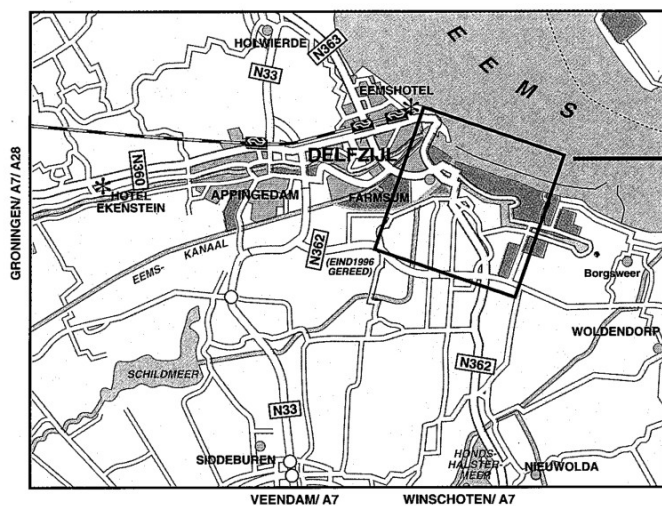 HOLWIERDE
N33
N363
EEMS
EEMSHOTEL
N360
DELFZIJL
HOTEL
EKENSTEIN
APPINGEDAM
FARMSUM
GRONINGEN/ A7/ A28
EEMS-
KANAAL
N362
(EIND1996
GEREED)
Borgsweer
WOLDENDORP
SCHILDMEER
N362
N33
SIDDEBUREN
HONDS-
HALSTER-
MEER
NIEUWOLDA
VEENDAM/ A7
WINSCHOTEN/ A7